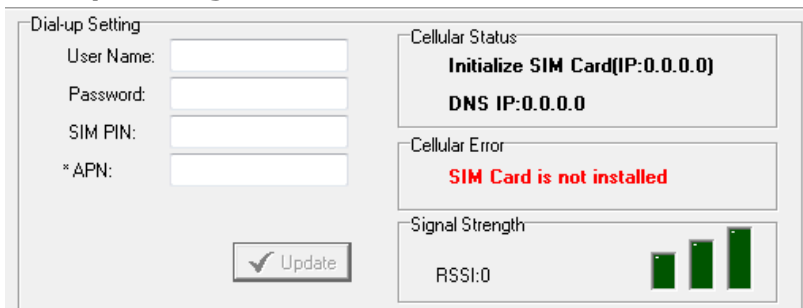 Dial-up Setting
User Name:
Password:
SIM PIN:
* APN:
Update
Cellular Status
Initialize SIM Card(IP:0.0.0.0)
DNS IP:0.0.0.0
Cellular Error
SIM Card is not installed
Signal Strength
RSSI:0